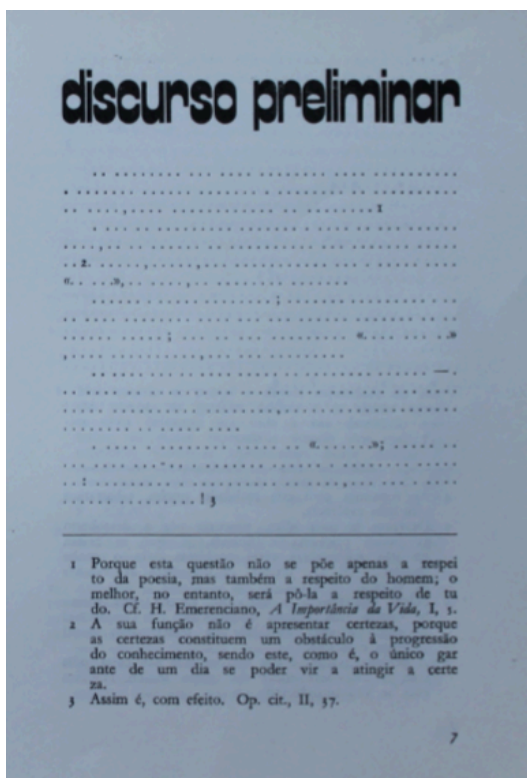 discurso preliminar
.. ........ ... .... ........ .... ..........
. ....... ...... ....... . ....... .. ..........
.. ....,.... ............. .. ........1
. ... .. . ........ . .... .. .... .. ... ......
....,.. .. ...... .. .......... ... .... .......
..2. .....,.....,... ........... ... . ..... ....
«.. . ..»,.. ....,.. ........ .. ........
...... .... ...........; ......... ........ .. ..
.. ...... ........ .... .. ... .... ... .. ......
...... .....; ... .. ... ......... «.... ... ..»
,.... ..........,... .. ..........
.. ...... ... .. ...... .. ...... .... —.
.. .... .. .... ........ .. .... ... .. ... ...
..... ........... .. ........,..................
........ .. ... ....
. .... . ......... ..... .. «.......»; ..... ..
... .... ....-.. . ....... . ...... . ..........
..: ........ . ......... .. .....,... ... . ....
...... ..........! 3
1 Porque esta questão não se põe apenas a respei
to da poesia, mas também a respeito do homem; o
melhor, no entanto, será pô-la a respeito de tu
do. Cf. H. Emerenciano, A Importância da Vida, I, 5.
2 A sua função não é apresentar certezas, porque
as certezas constituem um obstáculo à progressão
do conhecimento, sendo este, como é, o único gar
ante de um dia se poder vir a atingir a certe
za.
3 Assim é, com efeito. Op. cit., II, 37.
7